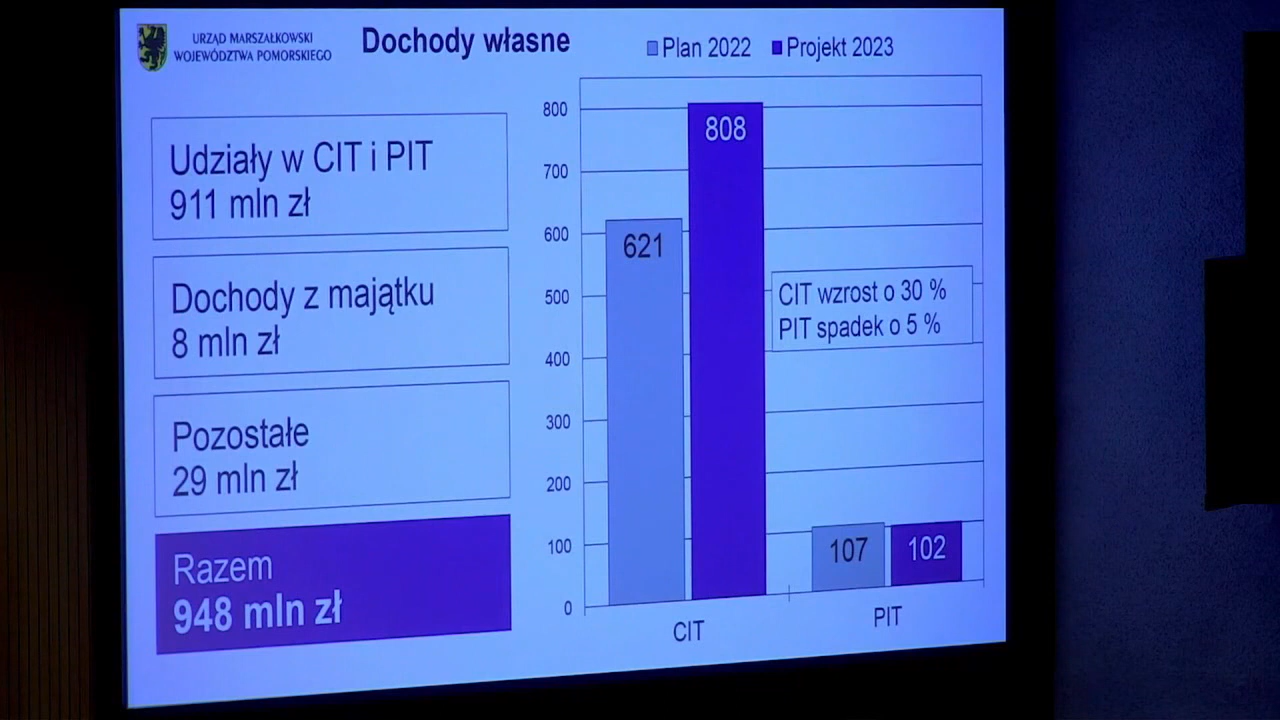 URZĄD MARSZAŁKOWSKI
WOJEWÓDZTWA POMORSKIEGO
Dochody własne
Plan 2022
Projekt 2023
Udziały w CIT i PIT
911 mln zł
Dochody z majątku
8 mln zł
Pozostałe
29 mln zł
Razem
948 mln zł
800
700
600
500
400
300
200
100
0
621
808
CIT wzrost o 30 %
PIT spadek o 5 %
107
102
CIT
PIT